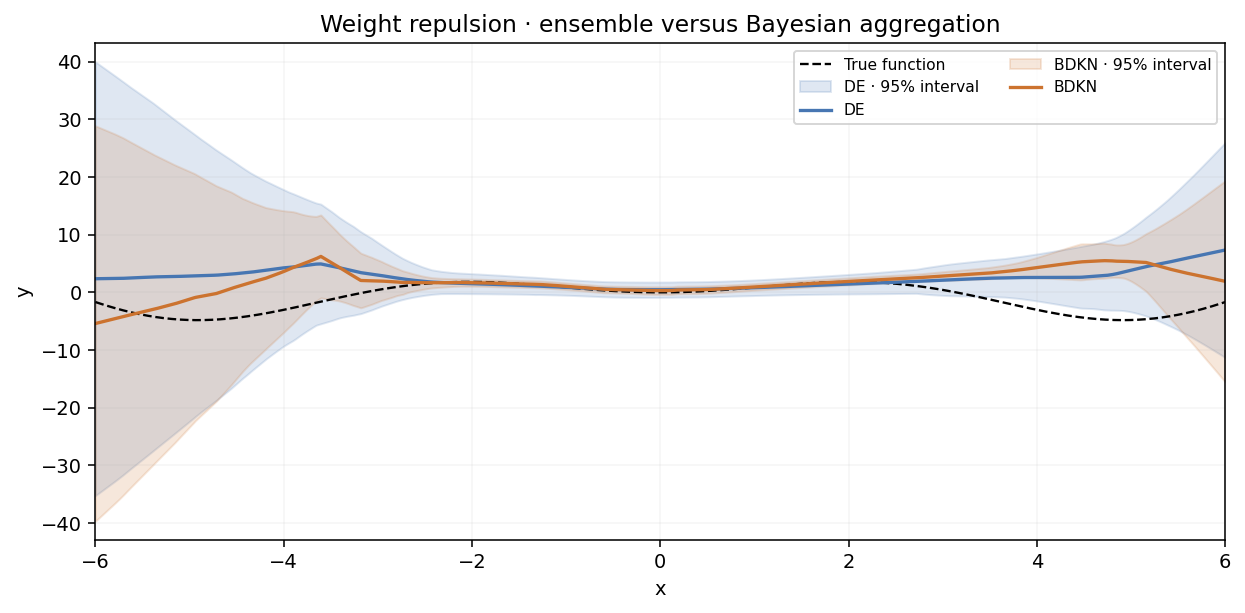 Weight repulsion · ensemble versus Bayesian aggregation
True function
DE · 95% interval
DE
BDKN · 95% interval
BDKN
y
40
30
20
10
0
−10
−20
−30
−40
−6
−4
−2
0
2
4
6
x